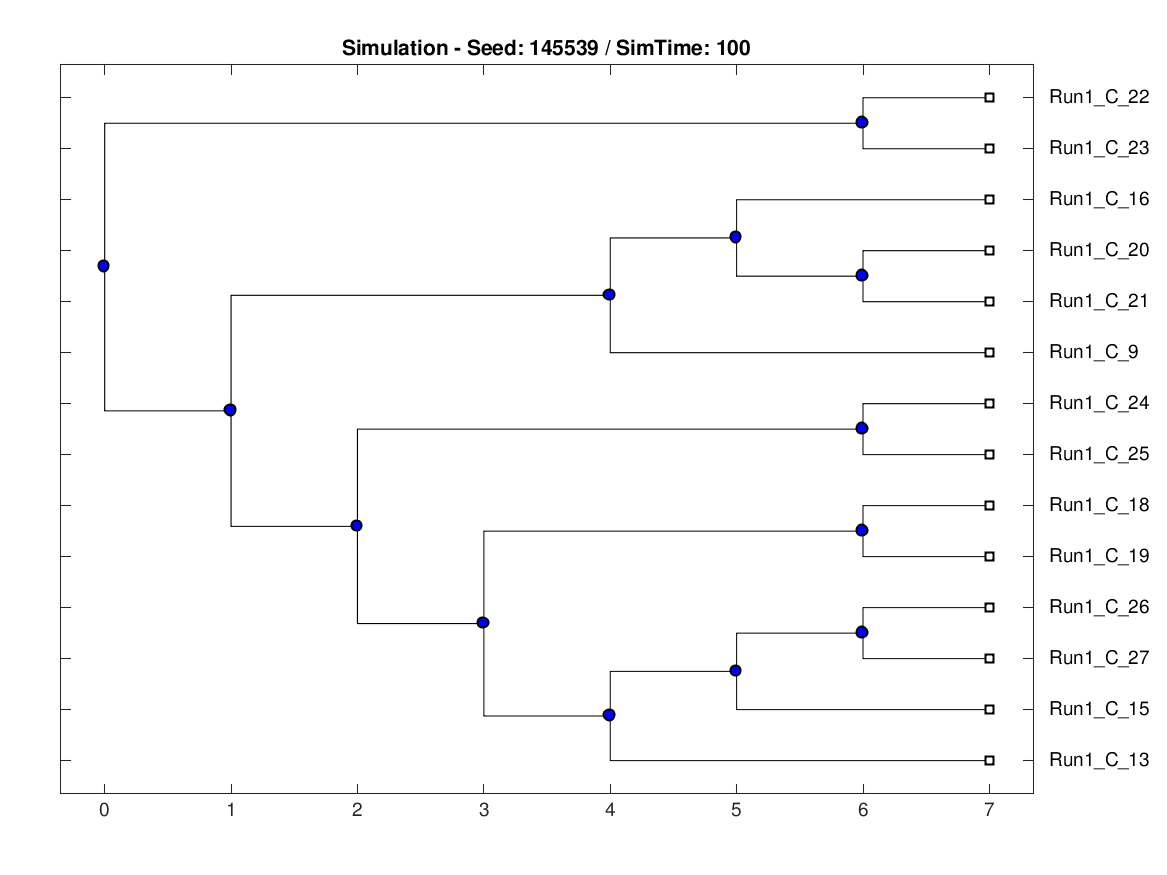 Simulation - Seed: 145539 / SimTime: 100
Run1_C_22
Run1_C_23
Run1_C_16
Run1_C_20
Run1_C_21
Run1_C_9
Run1_C_24
Run1_C_25
Run1_C_18
Run1_C_19
Run1_C_26
Run1_C_27
Run1_C_15
Run1_C_13
0 1 2 3 4 5 6 7